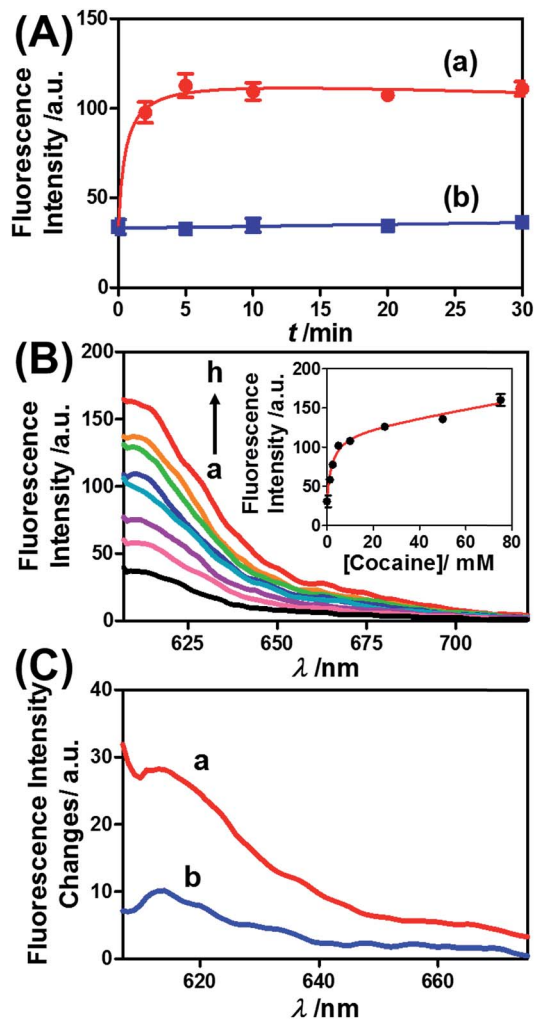 (A)
Fluorescence
Intensity /a.u.
150
100
50
0
(a)
(b)
0 5 10 15 20 25 30
t /min
(B)
Fluorescence
Intensity /a.u.
200
150
100
50
0
h
a
Fluorescence
Intensity /a.u.
200
150
100
50
0
0 20 40 60 80
[Cocaine]/ mM
625 650 675 700
λ /nm
(C)
Fluorescence Intensity
Changes/ a.u.
40
30
20
10
0
a
b
620 640 660
λ /nm